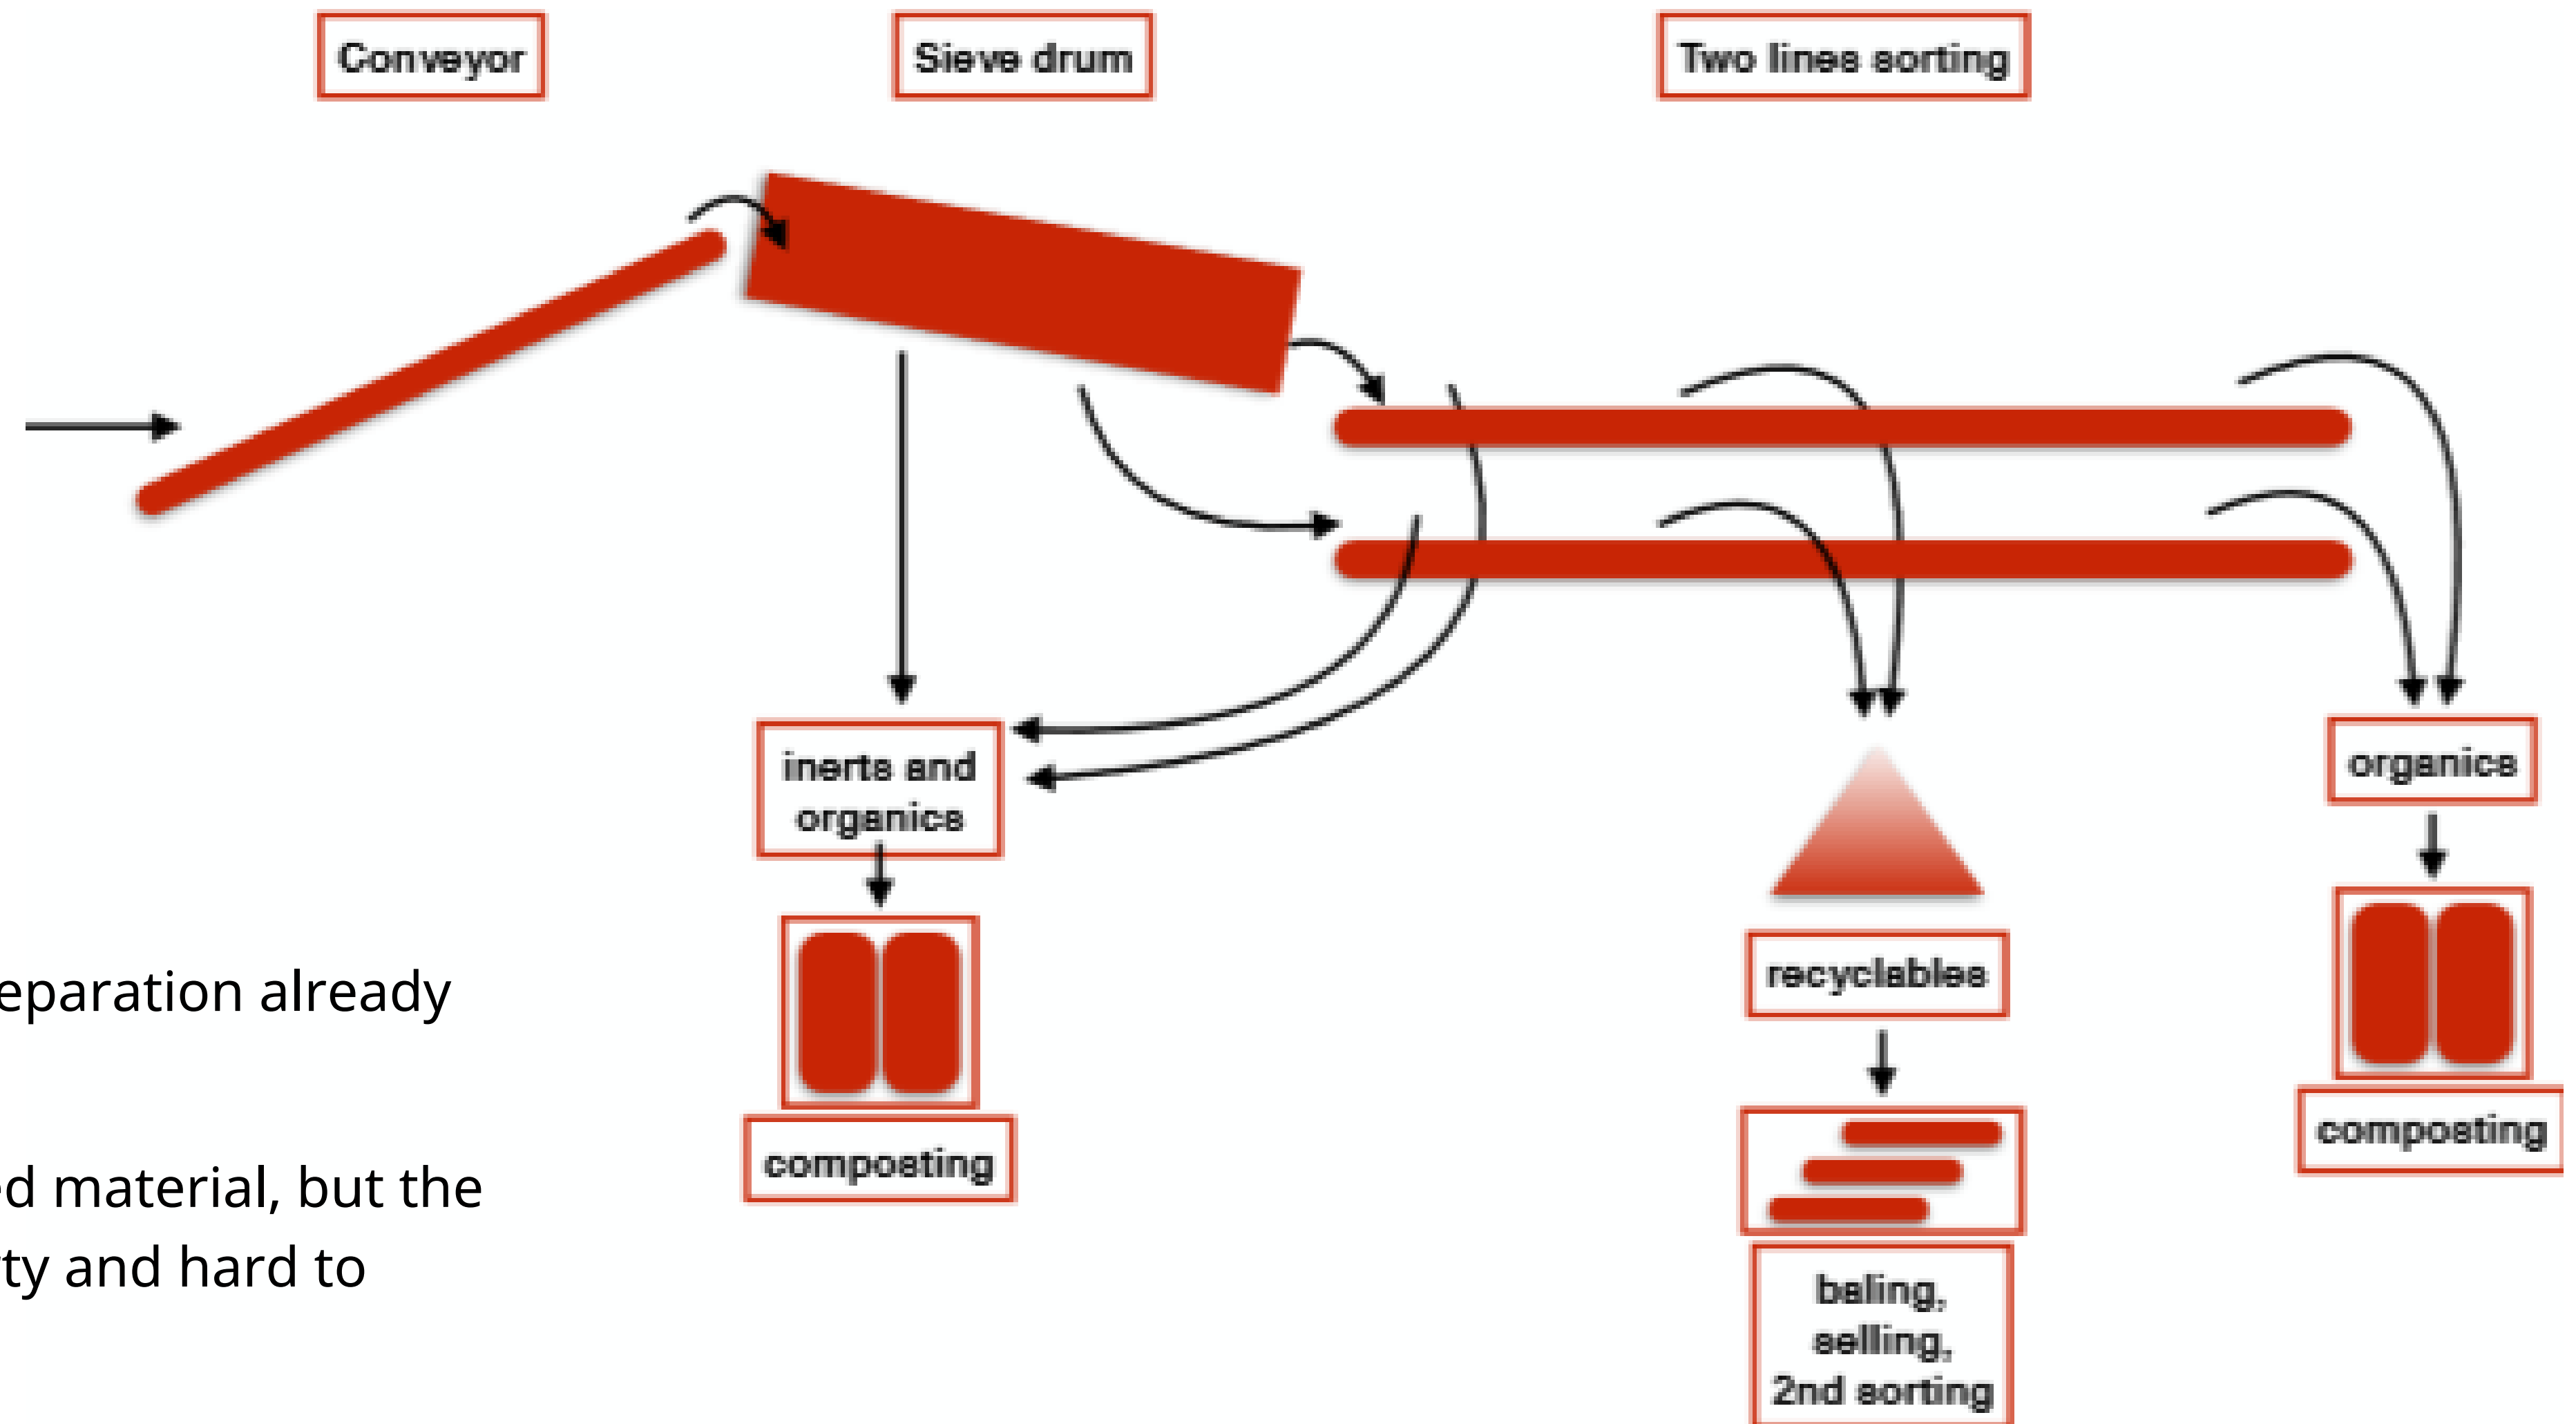 Conveyor
Sieve drum
Two lines sorting
inerts and
organics
composting
recyclables
baling,
selling,
2nd sorting
organics
composting
eparation already
ed material, but the
ty and hard to